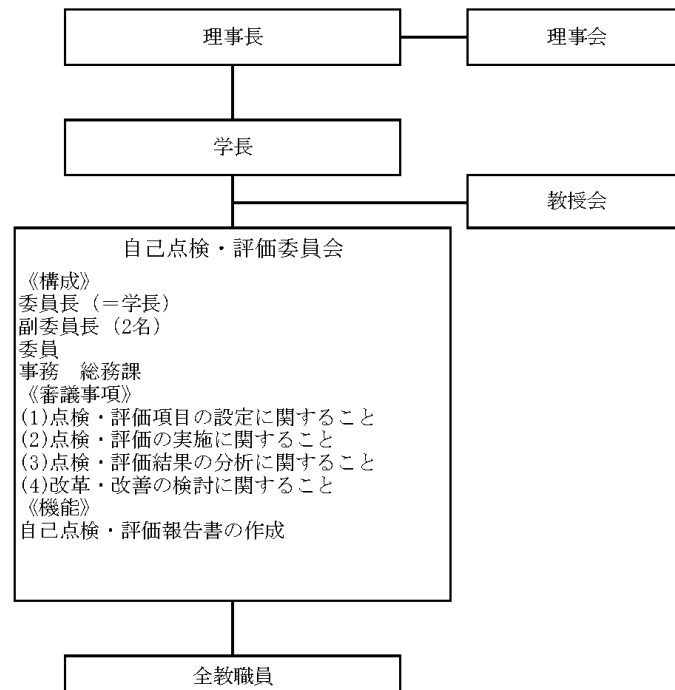 理事長
理事会
学長
教授会
自己点検・評価委員会
《構成》
委員長（＝学長）
副委員長（2名）
委員
事務　総務課
《審議事項》
(1)点検・評価項目の設定に関すること
(2)点検・評価の実施に関すること
(3)点検・評価結果の分析に関すること
(4)改革・改善の検討に関すること
《機能》
自己点検・評価報告書の作成
全教職員